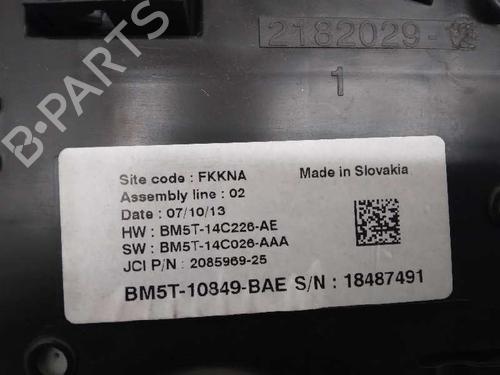 2182029-
1
Site code : FKKNA Made in Slovakia
Assembly line : 02
Date : 07/10/13
HW : BM5T-14C226-AE
SW : BM5T-14C026-AAA
JCI P/N : 2085969-25
BM5T-10849-BAE S/N : 18487491